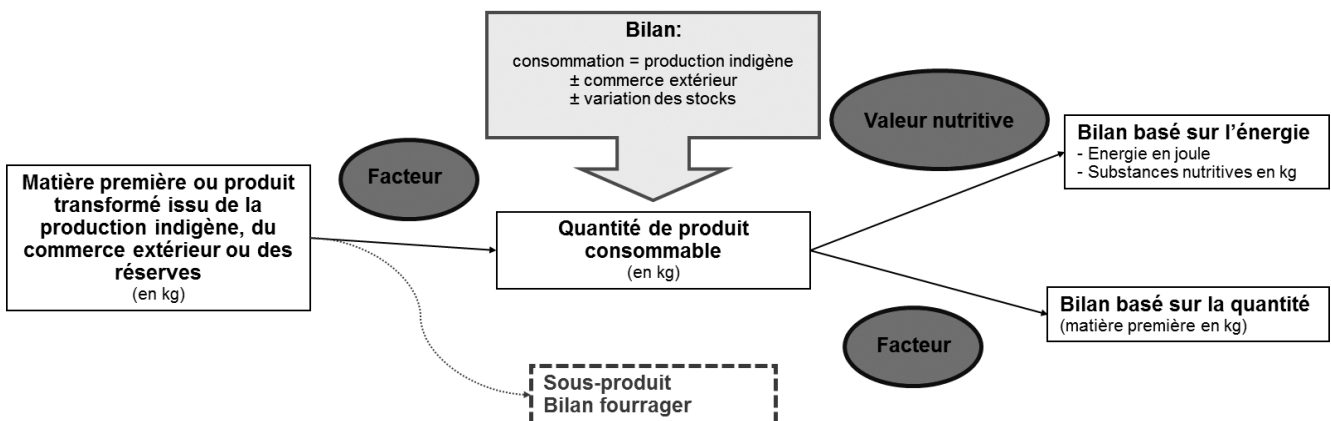 Bilan:
consommation = production indigène
± commerce extérieur
± variation des stocks
Valeur nutritive
Bilan basé sur l’énergie
- Energie en joule
- Substances nutritives en kg
Facteur
Matière première ou produit
transformé issu de la
production indigène, du
commerce extérieur ou des
réserves
(en kg)
Quantité de produit
consommable
(en kg)
Bilan basé sur la quantité
(matière première en kg)
Facteur
Sous-produit
Bilan fourrager